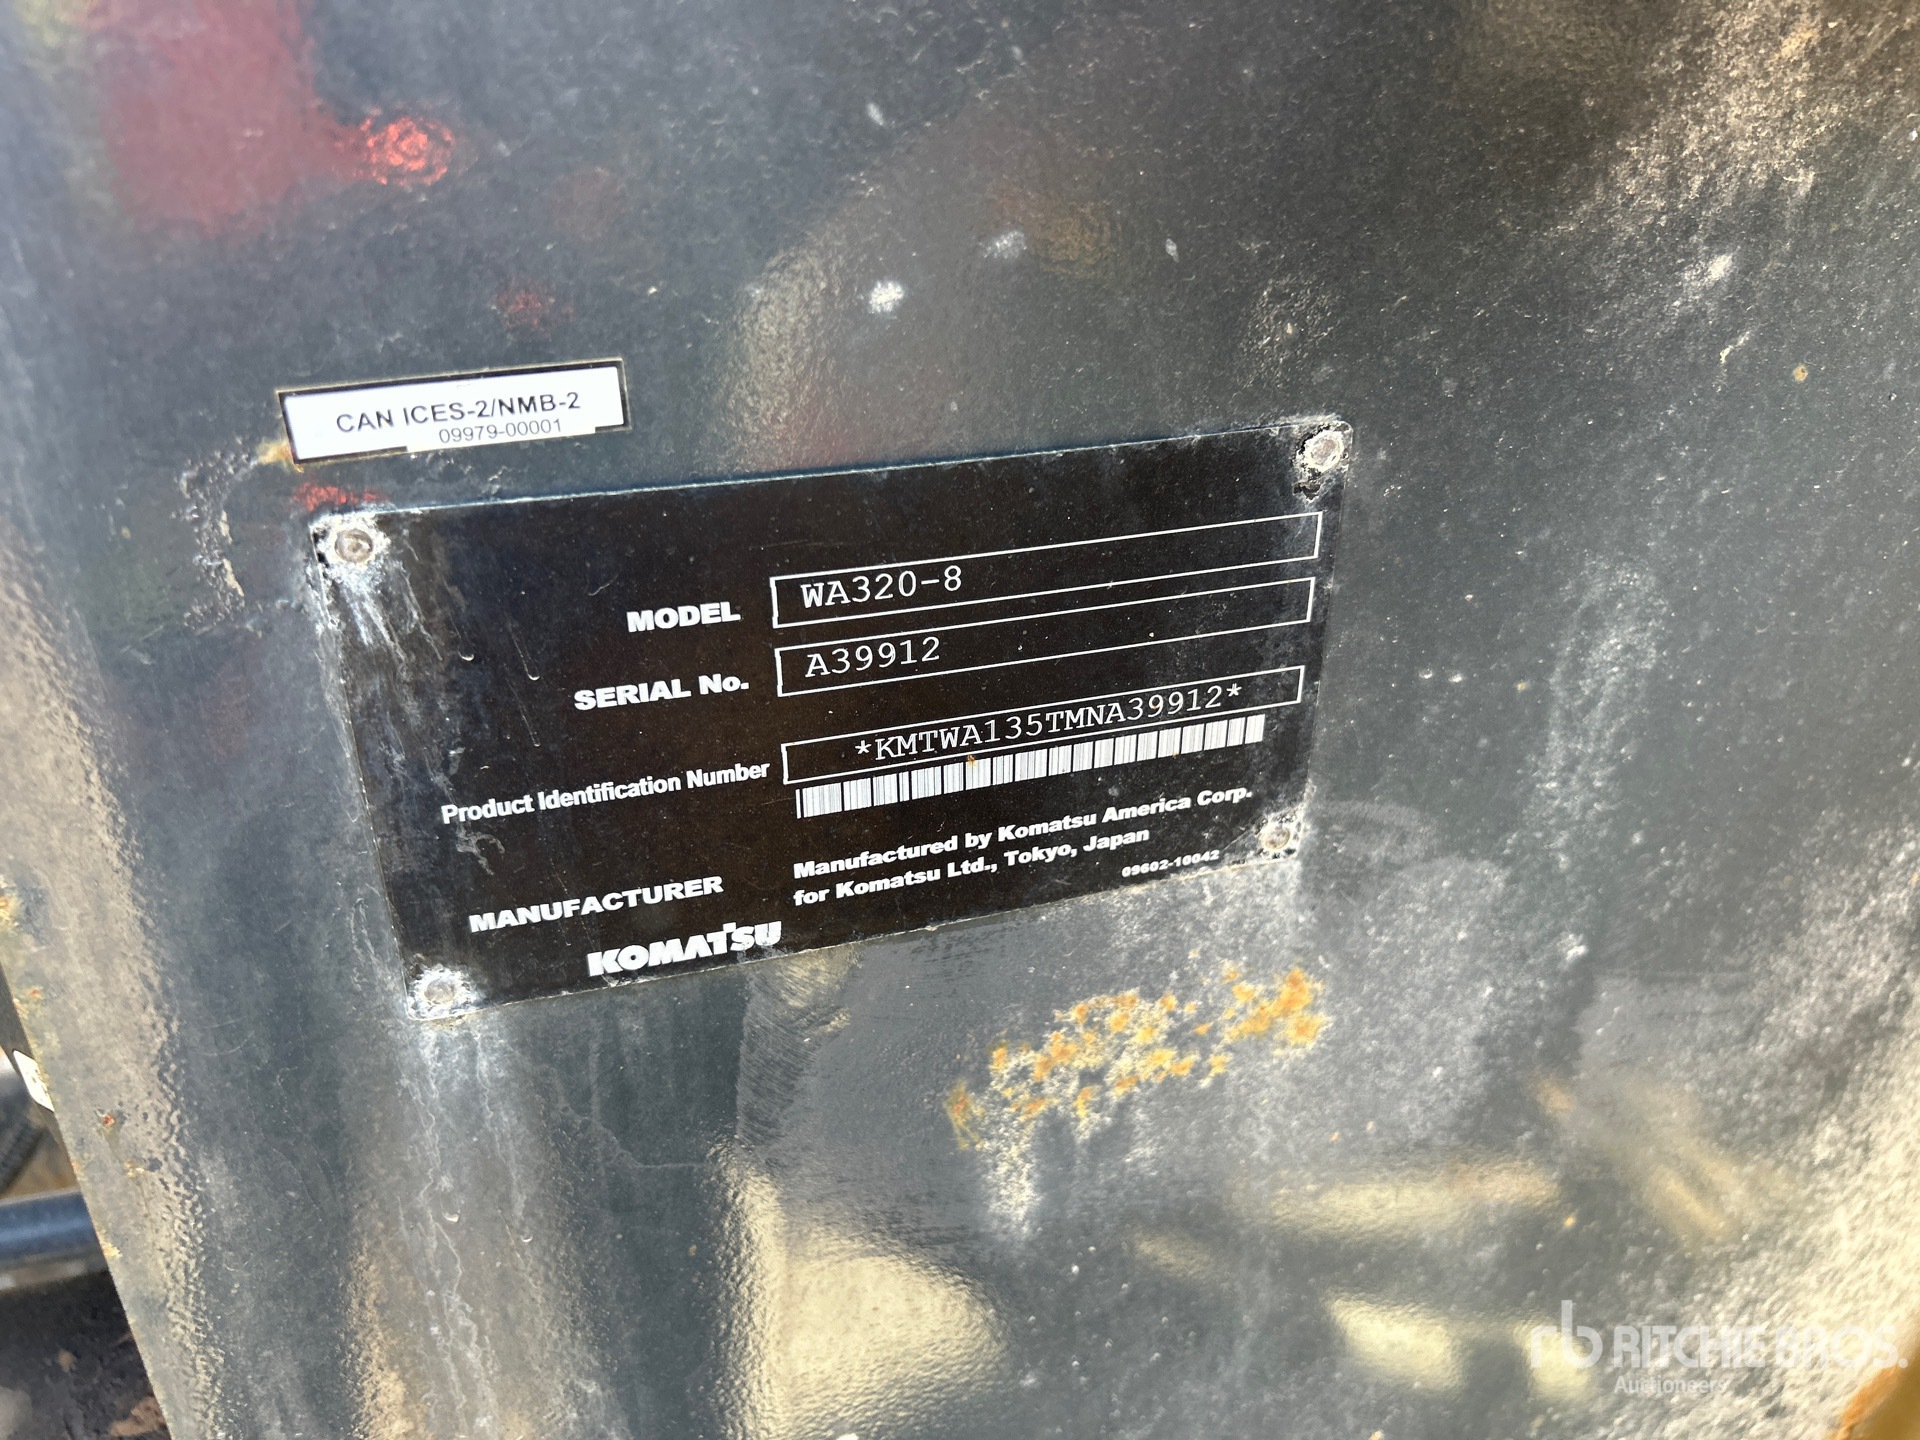 CAN ICES-2/NMB-2
09979-00001
MODEL WA320-8
SERIAL No. A39912
Product Identification Number *KMTWA135TMNA39912*
MANUFACTURER Manufactured by Komatsu America Corp.
for Komatsu Ltd., Tokyo, Japan
09602-10042
KOMATSU
rb RITCHIE BROS.
Auctioneers